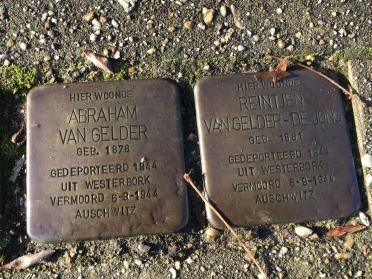 HIER WOONDE
ABRAHAM
VAN GELDER
GEB. 1878
GEDEPORTEERD 1944
UIT WESTERBORK
VERMOORD 6-9-1944
AUSCHWITZ
HIER WOONDE
REINTJEN
VAN GELDER-DE JONG
GEB. 1881
GEDEPORTEERD 1944
UIT WESTERBORK
VERMOORD 6-9-1944
AUSCHWITZ